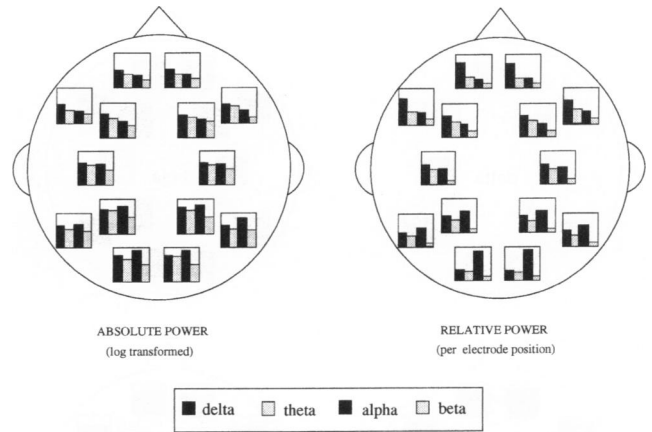 ABSOLUTE POWER
(log transformed)
RELATIVE POWER
(per electrode position)
delta theta alpha beta